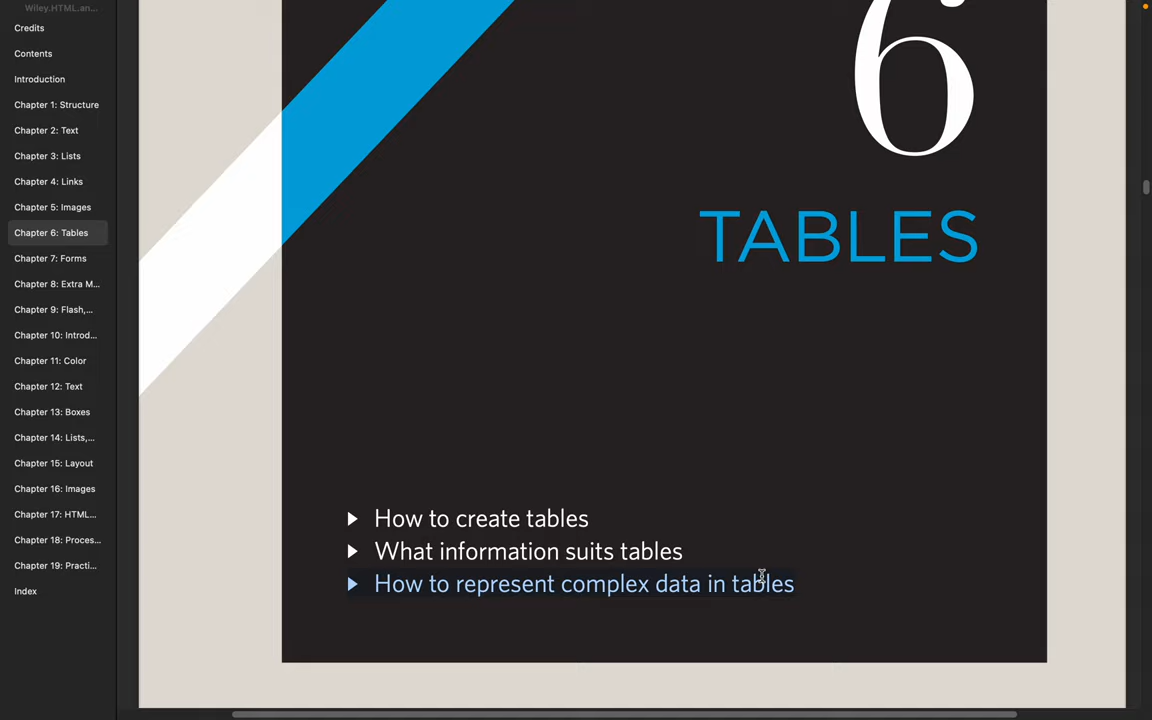 Wiley.HTML.an...
Credits
Contents
Introduction
Chapter 1: Structure
Chapter 2: Text
Chapter 3: Lists
Chapter 4: Links
Chapter 5: Images
Chapter 6: Tables
Chapter 7: Forms
Chapter 8: Extra M...
Chapter 9: Flash,...
Chapter 10: Introd...
Chapter 11: Color
Chapter 12: Text
Chapter 13: Boxes
Chapter 14: Lists,...
Chapter 15: Layout
Chapter 16: Images
Chapter 17: HTML...
Chapter 18: Proces...
Chapter 19: Practi...
Index
6
TABLES
How to create tables
What information suits tables
How to represent complex data in tables